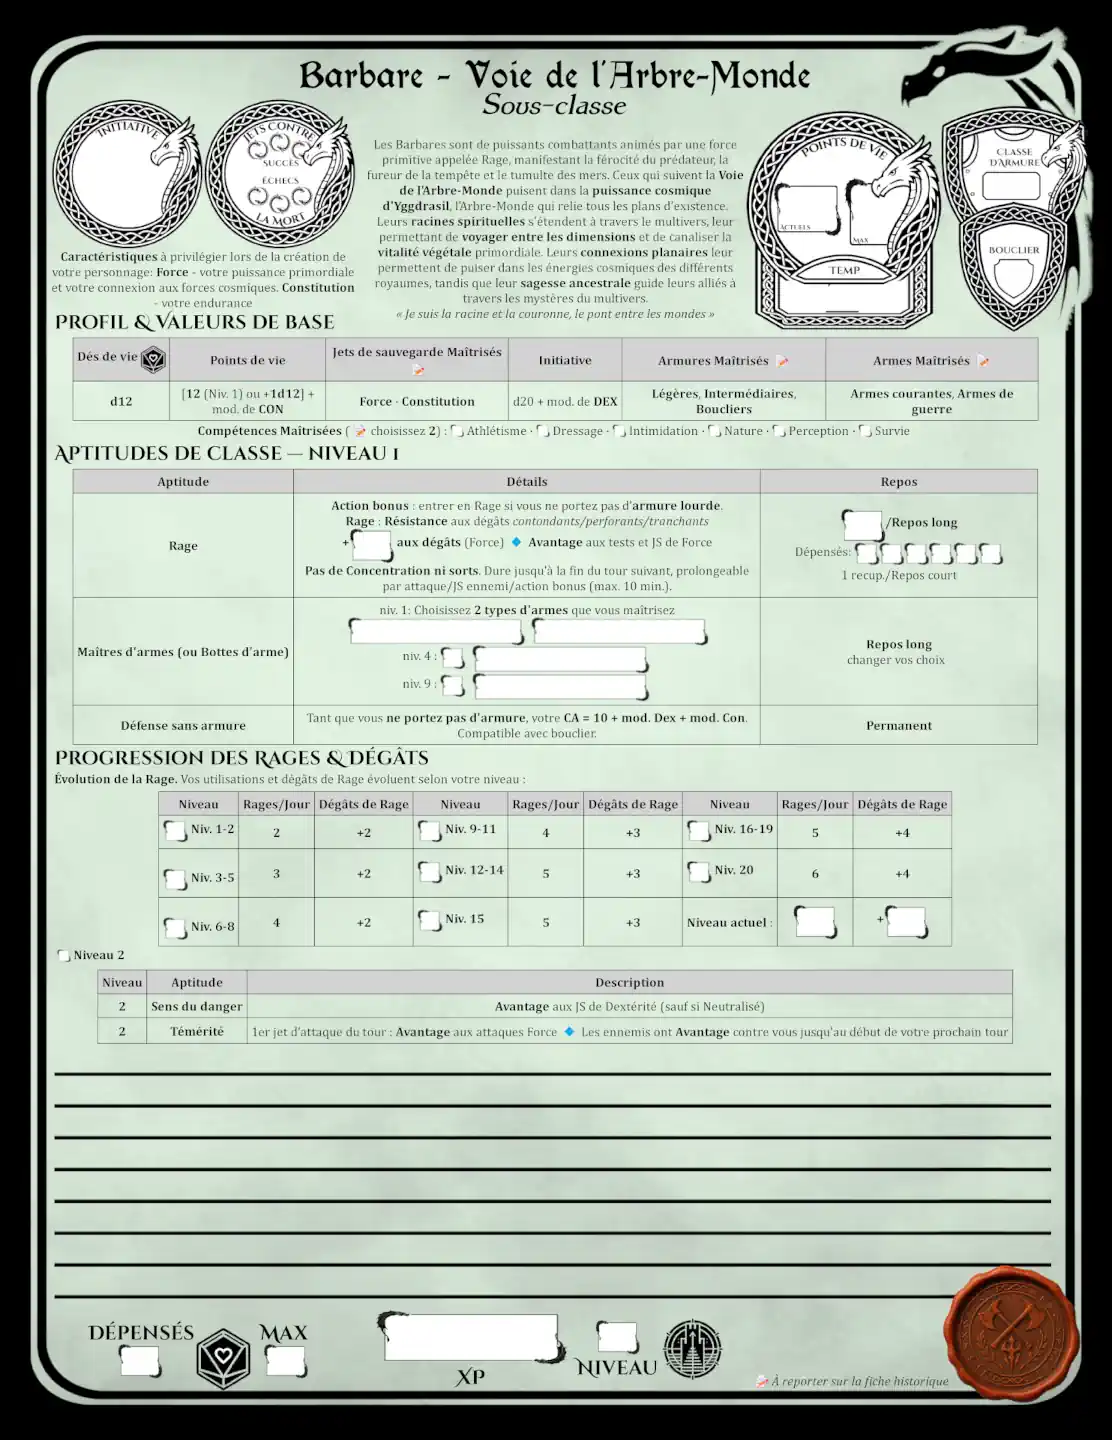 Barbare - Voie de l'Arbre-Monde
Sous-classe
INITIATIVE
JETS CONTRE
SUCCÈS
ÉCHECS
LA MORT
Caractéristiques à privilégier lors de la création de
votre personnage: Force - votre puissance primordiale
et votre connexion aux forces cosmiques. Constitution
- votre endurance
Les Barbares sont de puissants combattants animés par une force
primitive appelée Rage, manifestant la férocité du prédateur, la
fureur de la tempête et le tumulte des mers. Ceux qui suivent la Voie
de l'Arbre-Monde puisent dans la puissance cosmique
d'Yggdrasil, l'Arbre-Monde qui relie tous les plans d'existence.
Leurs racines spirituelles s'étendent à travers le multivers, leur
permettant de voyager entre les dimensions et de canaliser la
vitalité végétale primordiale. Leurs connexions planaires leur
permettent de puiser dans les énergies cosmiques des différents
royaumes, tandis que leur sagesse ancestrale guide leurs alliés à
travers les mystères du multivers.
« Je suis la racine et la couronne, le pont entre les mondes »
POINTS DE VIE
ACTUELS
MAX
TEMP
CLASSE
D'ARMURE
BOUCLIER
PROFIL & VALEURS DE BASE
Dés de vie Points de vie Jets de sauvegarde Maîtrisés 📝 Initiative Armures Maîtrisés 📝 Armes Maîtrisés 📝
d12 [12 (Niv. 1) ou +1d12] + mod. de CON Force · Constitution d20 + mod. de DEX Légères, Intermédiaires, Boucliers Armes courantes, Armes de guerre
Compétences Maîtrisées ( 📝 choisissez 2) : Athlétisme · Dressage · Intimidation · Nature · Perception · Survie
APTITUDES DE CLASSE — NIVEAU 1
Aptitude Détails Repos
Rage
Action bonus : entrer en Rage si vous ne portez pas d'armure lourde.
Rage : Résistance aux dégâts contondants/perforants/tranchants
+ aux dégâts (Force) 🔹 Avantage aux tests et JS de Force
Pas de Concentration ni sorts. Dure jusqu'à la fin du tour suivant, prolongeable
par attaque/JS ennemi/action bonus (max. 10 min.).
/Repos long
Dépensés:
1 recup./Repos court
Maîtres d'armes (ou Bottes d'arme)
niv. 1: Choisissez 2 types d'armes que vous maîtrisez
niv. 4 :
niv. 9 :
Repos long
changer vos choix
Défense sans armure
Tant que vous ne portez pas d'armure, votre CA = 10 + mod. Dex + mod. Con.
Compatible avec bouclier.
Permanent
PROGRESSION DES RAGES & DÉGÂTS
Évolution de la Rage. Vos utilisations et dégâts de Rage évoluent selon votre niveau :
Niveau Rages/Jour Dégâts de Rage Niveau Rages/Jour Dégâts de Rage Niveau Rages/Jour Dégâts de Rage
Niv. 1-2 2 +2 Niv. 9-11 4 +3 Niv. 16-19 5 +4
Niv. 3-5 3 +2 Niv. 12-14 5 +3 Niv. 20 6 +4
Niv. 6-8 4 +2 Niv. 15 5 +3 Niveau actuel : +
Niveau 2
Niveau Aptitude Description
2 Sens du danger Avantage aux JS de Dextérité (sauf si Neutralisé)
2 Témérité 1er jet d'attaque du tour : Avantage aux attaques Force 🔹 Les ennemis ont Avantage contre vous jusqu'au début de votre prochain tour
DÉPENSÉS
MAX
XP
NIVEAU
📝 À reporter sur la fiche historique